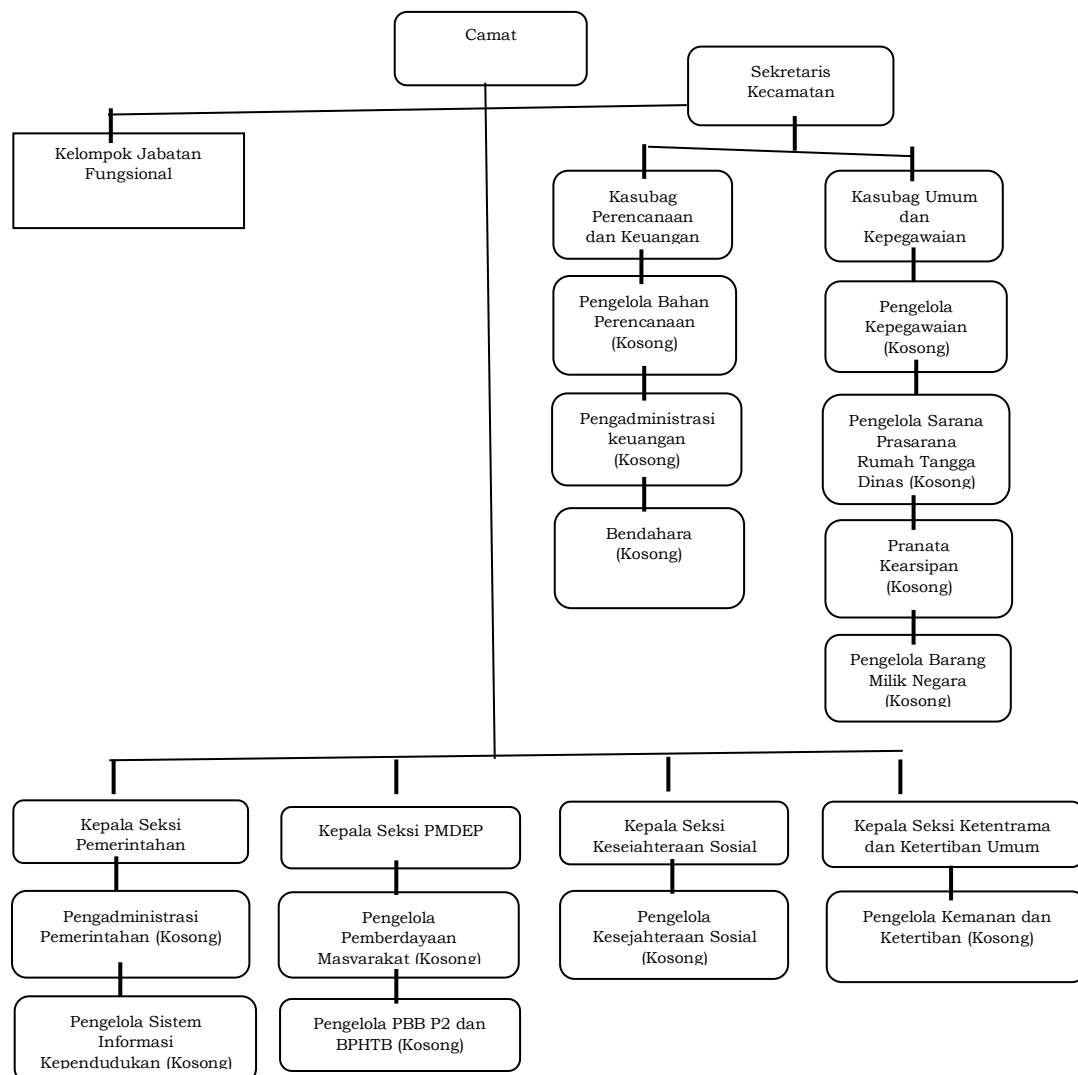 Camat
Sekretaris
Kecamatan
Kelompok Jabatan
Fungsional
Kasubag
Perencanaan
dan Keuangan
Kasubag Umum
dan
Kepegawaian
Pengelola Bahan
Perencanaan
(Kosong)
Pengelola
Kepegawaian
(Kosong)
Pengadministrasi
keuangan
(Kosong)
Pengelola Sarana
Prasarana
Rumah Tangga
Dinas (Kosong)
Bendahara
(Kosong)
Pranata
Kearsipan
(Kosong)
Pengelola Barang
Milik Negara
(Kosong)
Kepala Seksi
Pemerintahan
Kepala Seksi PMDEP
Kepala Seksi
Kesejahteraan Sosial
Kepala Seksi Ketentrama
dan Ketertiban Umum
Pengadministrasi
Pemerintahan (Kosong)
Pengelola
Pemberdayaan
Masyarakat (Kosong)
Pengelola
Kesejahteraan Sosial
(Kosong)
Pengelola Kemanan dan
Ketertiban (Kosong)
Pengelola Sistem
Informasi
Kependudukan (Kosong)
Pengelola PBB P2 dan
BPHTB (Kosong)